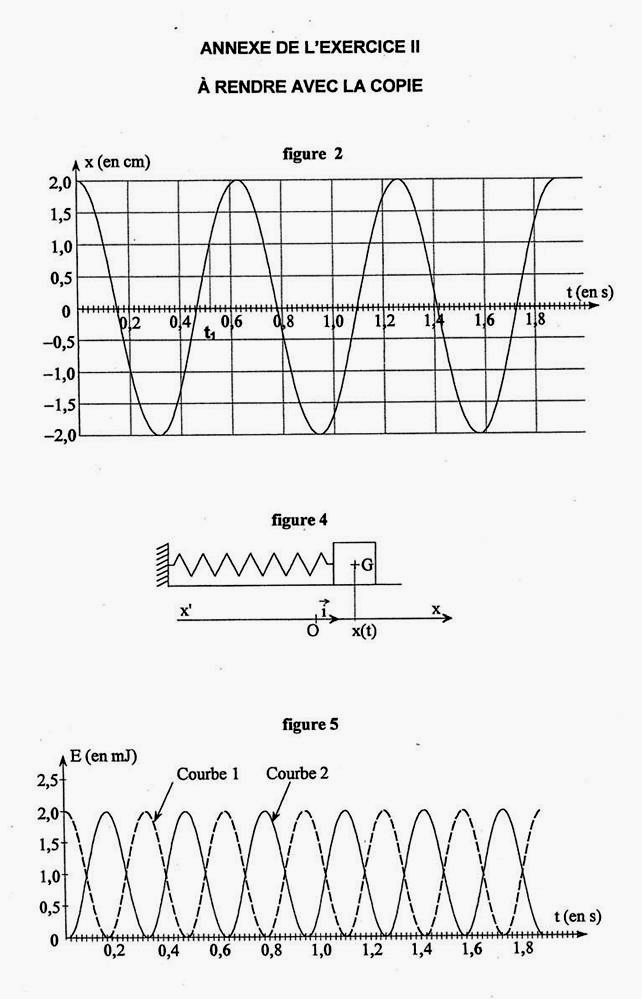 ANNEXE DE L'EXERCICE II
À RENDRE AVEC LA COPIE
figure 2
x (en cm)
2,0
1,5
1,0
0,5
0
t (en s)
0,2 0,4 0,6 0,8 1,0 1,2 1,4 1,6 1,8
t₁
–0,5
–1,0
–1,5
–2,0
figure 4
+G
x' i x
O x(t)
figure 5
E (en mJ)
Courbe 1 Courbe 2
2,5
2,0
1,5
1,0
0,5
t (en s)
0
0,2 0,4 0,6 0,8 1,0 1,2 1,4 1,6 1,8